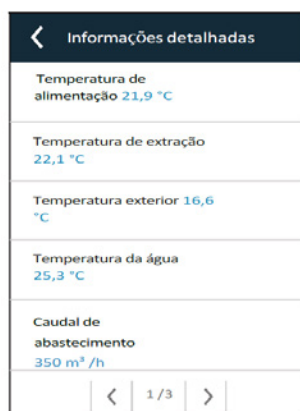 Informações detalhadas
Temperatura de
alimentação 21,9 °C
Temperatura de extração
22,1 °C
Temperatura exterior 16,6
°C
Temperatura da água
25,3 °C
Caudal de
abastecimento
350 m³ /h
1/3